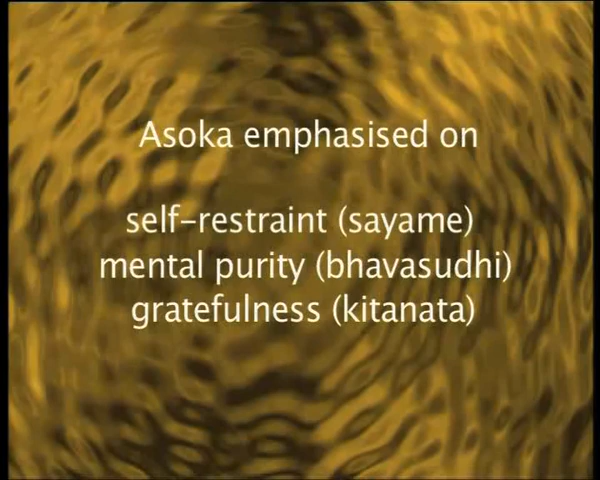 Asoka emphasised on
self-restraint (sayame)
mental purity (bhavasudhi)
gratefulness (kitanata)